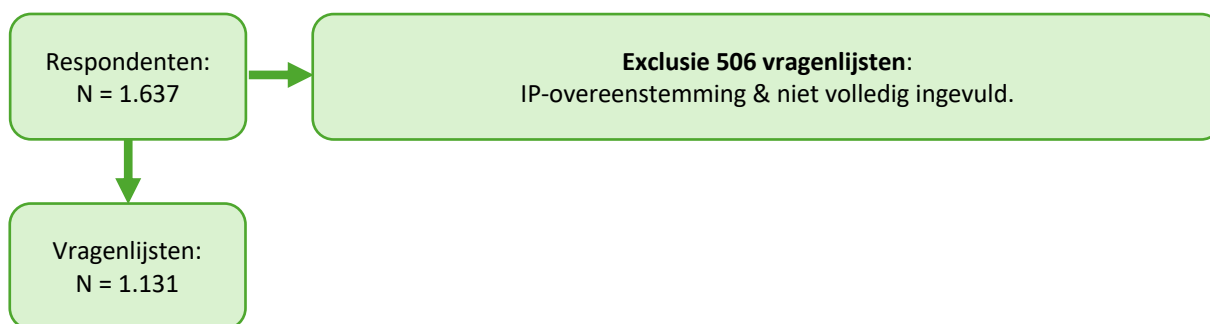 Respondenten:
N = 1.637
Exclusie 506 vragenlijsten:
IP-overeenstemming & niet volledig ingevuld.
Vragenlijsten:
N = 1.131